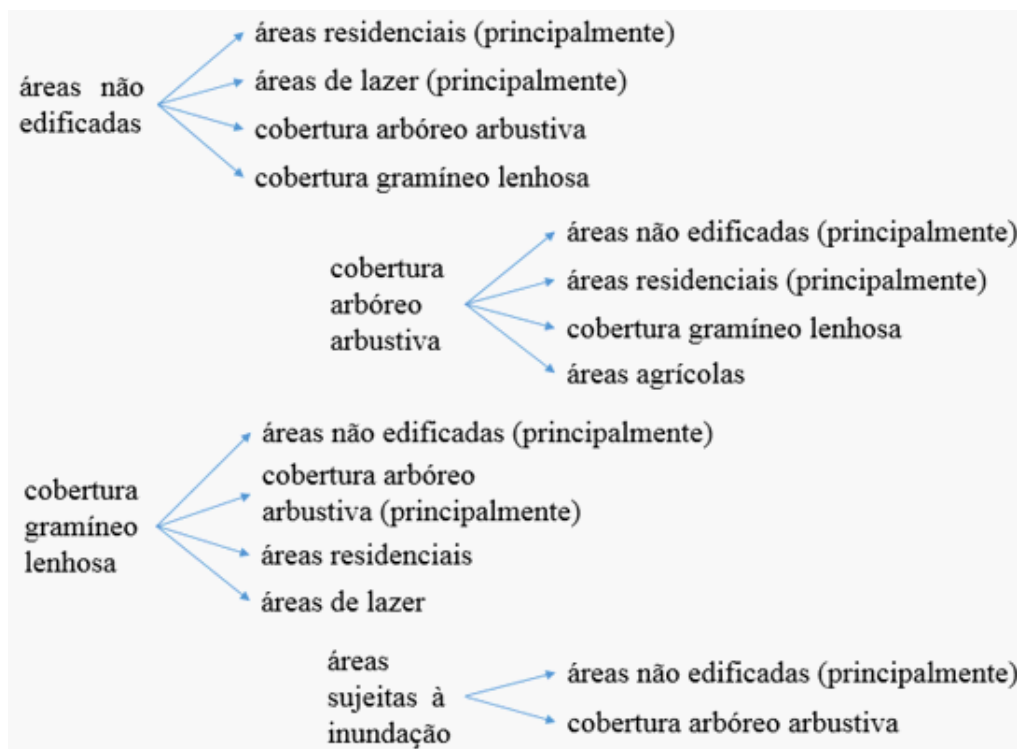 áreas não
edificadas
áreas residenciais (principalmente)
áreas de lazer (principalmente)
cobertura arbóreo arbustiva
cobertura gramíneo lenhosa
cobertura
arbóreo
arbustiva
áreas não edificadas (principalmente)
áreas residenciais (principalmente)
cobertura gramíneo lenhosa
áreas agrícolas
cobertura
gramíneo
lenhosa
áreas não edificadas (principalmente)
cobertura arbóreo
arbustiva (principalmente)
áreas residenciais
áreas de lazer
áreas
sujeitas à
inundação
áreas não edificadas (principalmente)
cobertura arbóreo arbustiva